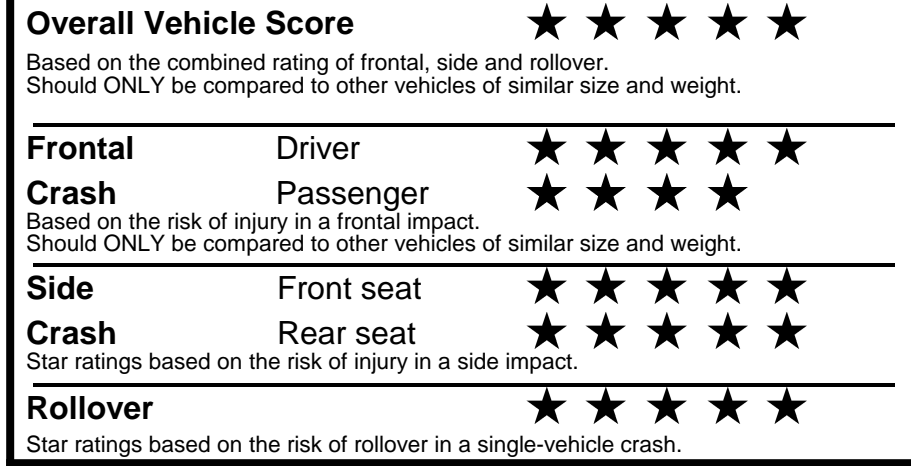 Overall Vehicle Score ★ ★ ★ ★ ★
Based on the combined rating of frontal, side and rollover.
Should ONLY be compared to other vehicles of similar size and weight.
Frontal Driver ★ ★ ★ ★ ★
Crash Passenger ★ ★ ★ ★
Based on the risk of injury in a frontal impact.
Should ONLY be compared to other vehicles of similar size and weight.
Side Front seat ★ ★ ★ ★ ★
Crash Rear seat ★ ★ ★ ★ ★
Star ratings based on the risk of injury in a side impact.
Rollover ★ ★ ★ ★ ★
Star ratings based on the risk of rollover in a single-vehicle crash.